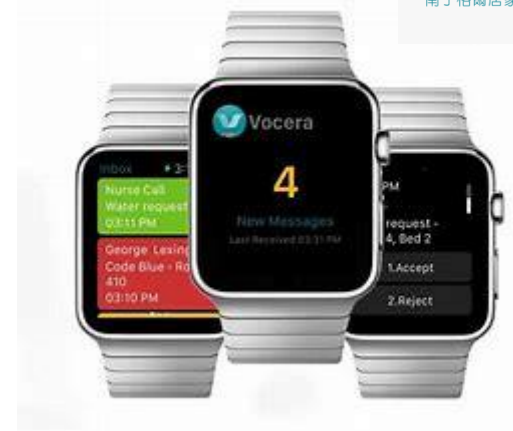 Vocera
4
New Messages
Last Received 03:31 PM
Inbox
Nurse Call
Water request
03:11 PM
George Lexing
Code Blue - Ro
410
03:10 PM
PM
request -
4, Bed 2
1.Accept
2.Reject